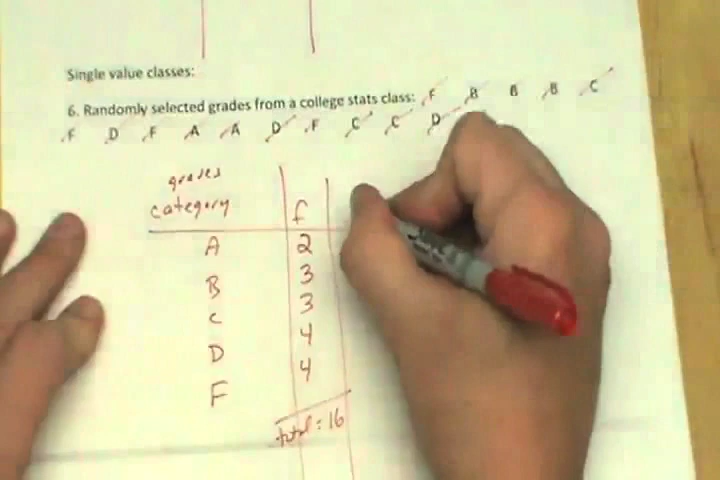 Single value classes:
6. Randomly selected grades from a college stats class: F B B B C
F D F A A D F C C D
grades
category f
A 2
B 3
C 3
D 4
F 4
total: 16